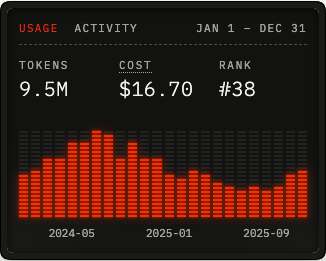 USAGE ACTIVITY JAN 1 – DEC 31
TOKENS COST RANK
9.5M $16.70 #38
2024-05 2025-01 2025-09